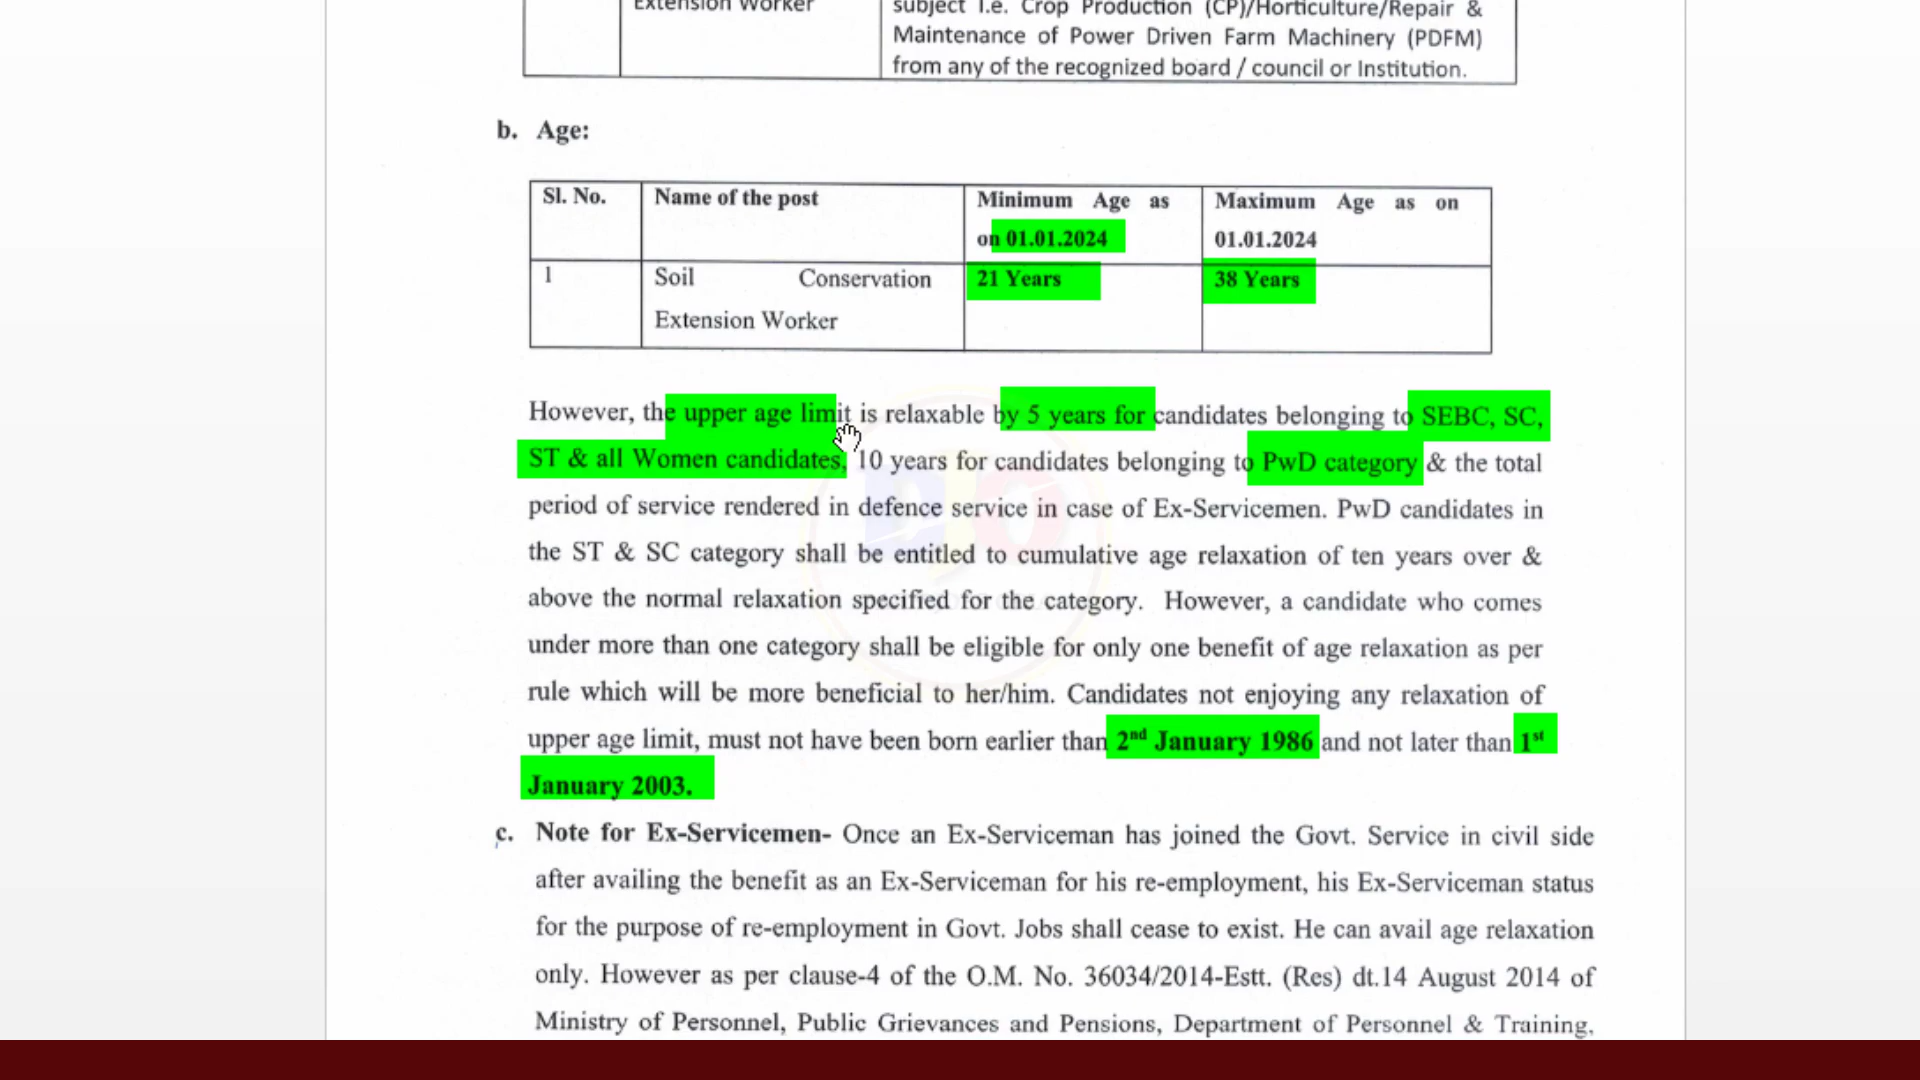 Extension Worker
subject i.e. Crop Production (CP)/Horticulture/Repair &
Maintenance of Power Driven Farm Machinery (PDFM)
from any of the recognized board / council or Institution.
b. Age:
Sl. No. Name of the post Minimum Age as Maximum Age as on
on 01.01.2024 01.01.2024
1 Soil Conservation 21 Years 38 Years
Extension Worker
However, the upper age limit is relaxable by 5 years for candidates belonging to SEBC, SC,
ST & all Women candidates, 10 years for candidates belonging to PwD category & the total
period of service rendered in defence service in case of Ex-Servicemen. PwD candidates in
the ST & SC category shall be entitled to cumulative age relaxation of ten years over &
above the normal relaxation specified for the category. However, a candidate who comes
under more than one category shall be eligible for only one benefit of age relaxation as per
rule which will be more beneficial to her/him. Candidates not enjoying any relaxation of
upper age limit, must not have been born earlier than 2nd January 1986 and not later than 1st
January 2003.
c. Note for Ex-Servicemen- Once an Ex-Serviceman has joined the Govt. Service in civil side
after availing the benefit as an Ex-Serviceman for his re-employment, his Ex-Serviceman status
for the purpose of re-employment in Govt. Jobs shall cease to exist. He can avail age relaxation
only. However as per clause-4 of the O.M. No. 36034/2014-Estt. (Res) dt.14 August 2014 of
Ministry of Personnel, Public Grievances and Pensions, Department of Personnel & Training,